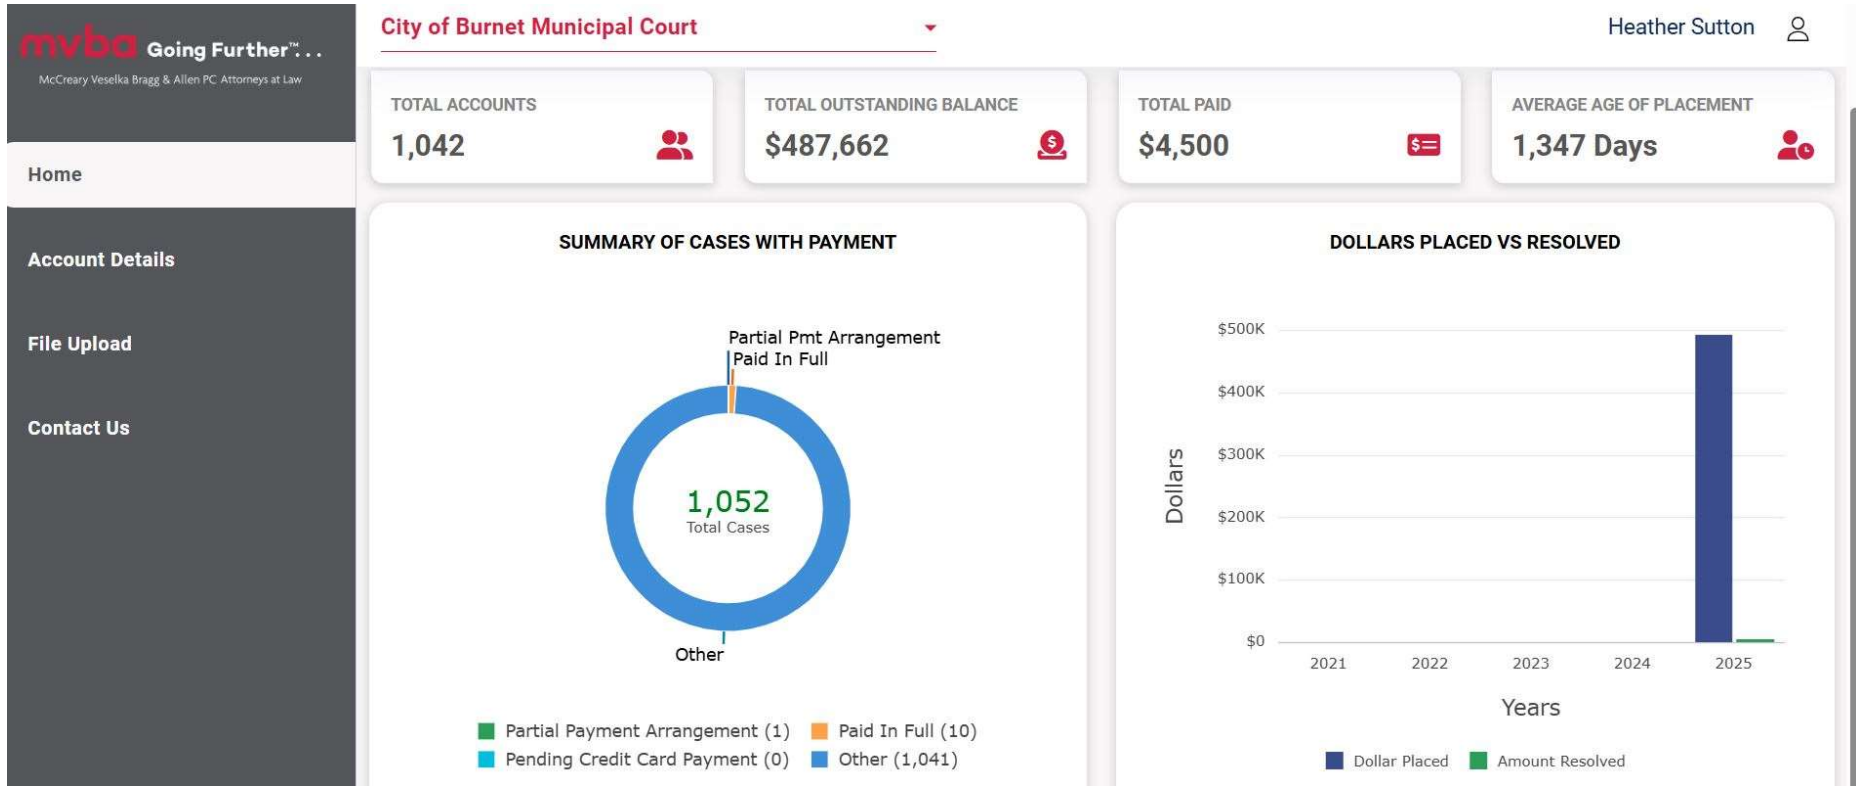 mvba Going Further™...
McCreary Veselka Bragg & Allen PC Attorneys at Law
Home
Account Details
File Upload
Contact Us
City of Burnet Municipal Court
Heather Sutton
TOTAL ACCOUNTS
1,042
TOTAL OUTSTANDING BALANCE
$487,662
TOTAL PAID
$4,500
AVERAGE AGE OF PLACEMENT
1,347 Days
SUMMARY OF CASES WITH PAYMENT
Partial Pmt Arrangement
Paid In Full
1,052
Total Cases
Other
Partial Payment Arrangement (1)
Paid In Full (10)
Pending Credit Card Payment (0)
Other (1,041)
DOLLARS PLACED VS RESOLVED
$500K
$400K
$300K
$200K
$100K
$0
Dollars
2021 2022 2023 2024 2025
Years
Dollar Placed Amount Resolved